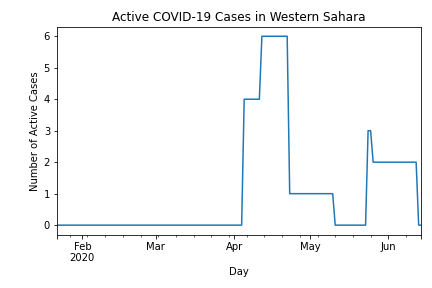 Active COVID-19 Cases in Western Sahara
Number of Active Cases
6
5
4
3
2
1
0
Feb
2020
Mar
Apr
May
Jun
Day